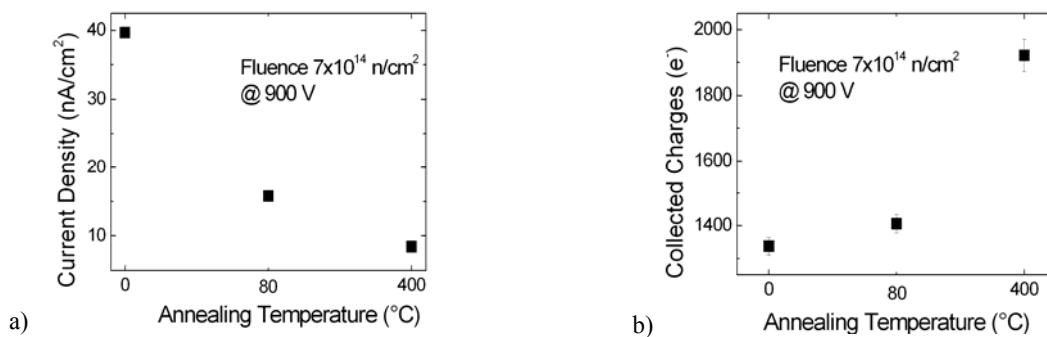 40
30
20
10
Current Density (nA/cm²)
Fluence 7x10¹⁴ n/cm²
@ 900 V
0 80 400
Annealing Temperature (°C)
a)
2000
1800
1600
1400
Collected Charges (e⁻)
Fluence 7x10¹⁴ n/cm²
@ 900 V
0 80 400
Annealing Temperature (°C)
b)